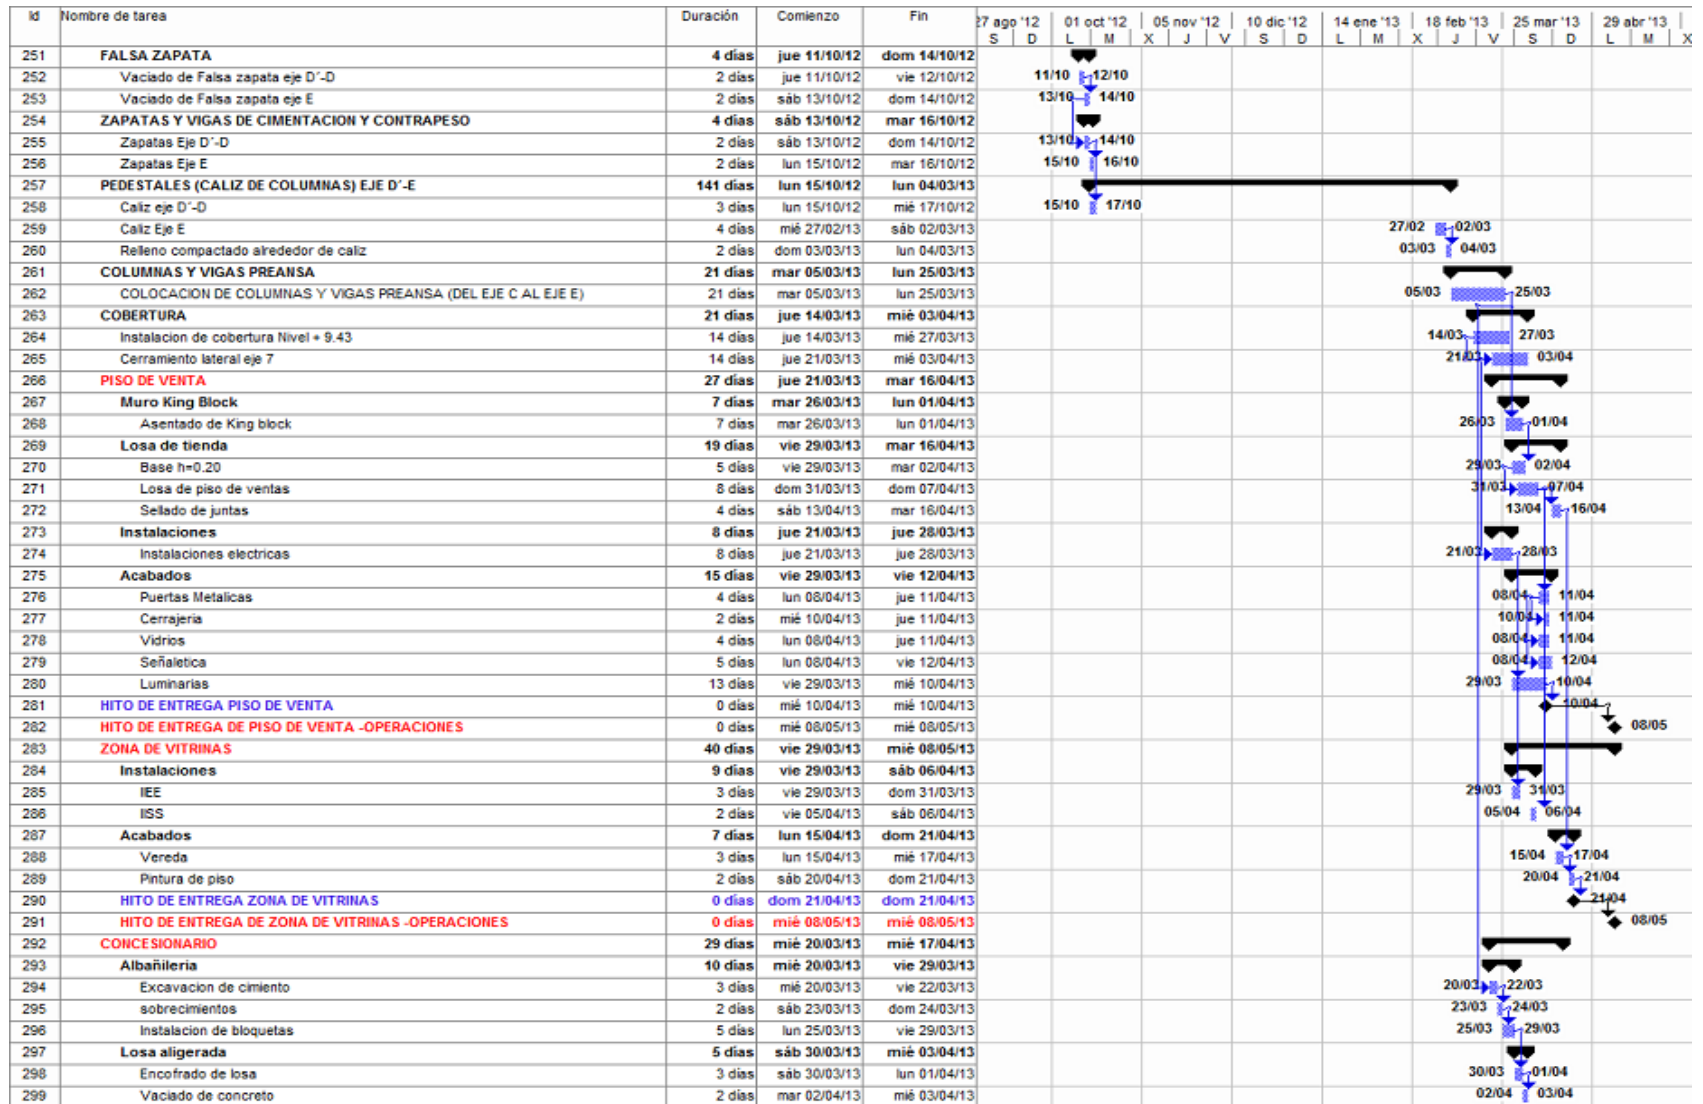 Id Nombre de tarea Duración Comienzo Fin 27 ago '12 01 oct '12 05 nov '12 10 dic '12 14 ene '13 18 feb '13 25 mar '13 29 abr '13
S D L M X J V S D L M X J V S D L M X
251 FALSA ZAPATA 4 días jue 11/10/12 dom 14/10/12
252 Vaciado de Falsa zapata eje D´-D 2 días jue 11/10/12 vie 12/10/12 11/10 12/10
253 Vaciado de Falsa zapata eje E 2 días sáb 13/10/12 dom 14/10/12 13/10 14/10
254 ZAPATAS Y VIGAS DE CIMENTACION Y CONTRAPESO 4 días sáb 13/10/12 mar 16/10/12
255 Zapatas Eje D´-D 2 días sáb 13/10/12 dom 14/10/12 13/10 14/10
256 Zapatas Eje E 2 días lun 15/10/12 mar 16/10/12 15/10 16/10
257 PEDESTALES (CALIZ DE COLUMNAS) EJE D´-E 141 días lun 15/10/12 lun 04/03/13
258 Caliz eje D´-D 3 días lun 15/10/12 mié 17/10/12 15/10 17/10
259 Caliz Eje E 4 días mié 27/02/13 sáb 02/03/13 27/02 02/03
260 Relleno compactado alrededor de caliz 2 días dom 03/03/13 lun 04/03/13 03/03 04/03
261 COLUMNAS Y VIGAS PREANSA 21 días mar 05/03/13 lun 25/03/13
262 COLOCACION DE COLUMNAS Y VIGAS PREANSA (DEL EJE C AL EJE E) 21 días mar 05/03/13 lun 25/03/13 05/03 25/03
263 COBERTURA 21 días jue 14/03/13 mié 03/04/13
264 Instalacion de cobertura Nivel + 9.43 14 días jue 14/03/13 mié 27/03/13 14/03 27/03
265 Cerramiento lateral eje 7 14 días jue 21/03/13 mié 03/04/13 21/03 03/04
266 PISO DE VENTA 27 días jue 21/03/13 mar 16/04/13
267 Muro King Block 7 días mar 26/03/13 lun 01/04/13
268 Asentado de King block 7 días mar 26/03/13 lun 01/04/13 26/03 01/04
269 Losa de tienda 19 días vie 29/03/13 mar 16/04/13
270 Base h=0.20 5 días vie 29/03/13 mar 02/04/13 29/03 02/04
271 Losa de piso de ventas 8 días dom 31/03/13 dom 07/04/13 31/03 07/04
272 Sellado de juntas 4 días sáb 13/04/13 mar 16/04/13 13/04 16/04
273 Instalaciones 8 días jue 21/03/13 jue 28/03/13
274 Instalaciones electricas 8 días jue 21/03/13 jue 28/03/13 21/03 28/03
275 Acabados 15 días vie 29/03/13 vie 12/04/13
276 Puertas Metalicas 4 días lun 08/04/13 jue 11/04/13 08/04 11/04
277 Cerrajeria 2 días mié 10/04/13 jue 11/04/13 10/04 11/04
278 Vidrios 4 días lun 08/04/13 jue 11/04/13 08/04 11/04
279 Señaletica 5 días lun 08/04/13 vie 12/04/13 08/04 12/04
280 Luminarias 13 días vie 29/03/13 mié 10/04/13 29/03 10/04
281 HITO DE ENTREGA PISO DE VENTA 0 días mié 10/04/13 mié 10/04/13 10/04
282 HITO DE ENTREGA DE PISO DE VENTA -OPERACIONES 0 días mié 08/05/13 mié 08/05/13 08/05
283 ZONA DE VITRINAS 40 días vie 29/03/13 mié 08/05/13
284 Instalaciones 9 días vie 29/03/13 sáb 06/04/13
285 IIEE 3 días vie 29/03/13 dom 31/03/13 29/03 31/03
286 IISS 2 días vie 05/04/13 sáb 06/04/13 05/04 06/04
287 Acabados 7 días lun 15/04/13 dom 21/04/13
288 Vereda 3 días lun 15/04/13 mié 17/04/13 15/04 17/04
289 Pintura de piso 2 días sáb 20/04/13 dom 21/04/13 20/04 21/04
290 HITO DE ENTREGA ZONA DE VITRINAS 0 días dom 21/04/13 dom 21/04/13 21/04
291 HITO DE ENTREGA DE ZONA DE VITRINAS -OPERACIONES 0 días mié 08/05/13 mié 08/05/13 08/05
292 CONCESIONARIO 29 días mié 20/03/13 mié 17/04/13
293 Albañileria 10 días mié 20/03/13 vie 29/03/13
294 Excavacion de cimiento 3 días mié 20/03/13 vie 22/03/13 20/03 22/03
295 sobrecimientos 2 días sáb 23/03/13 dom 24/03/13 23/03 24/03
296 Instalacion de bloquetas 5 días lun 25/03/13 vie 29/03/13 25/03 29/03
297 Losa aligerada 5 días sáb 30/03/13 mié 03/04/13
298 Encofrado de losa 3 días sáb 30/03/13 lun 01/04/13 30/03 01/04
299 Vaciado de concreto 2 días mar 02/04/13 mié 03/04/13 02/04 03/04